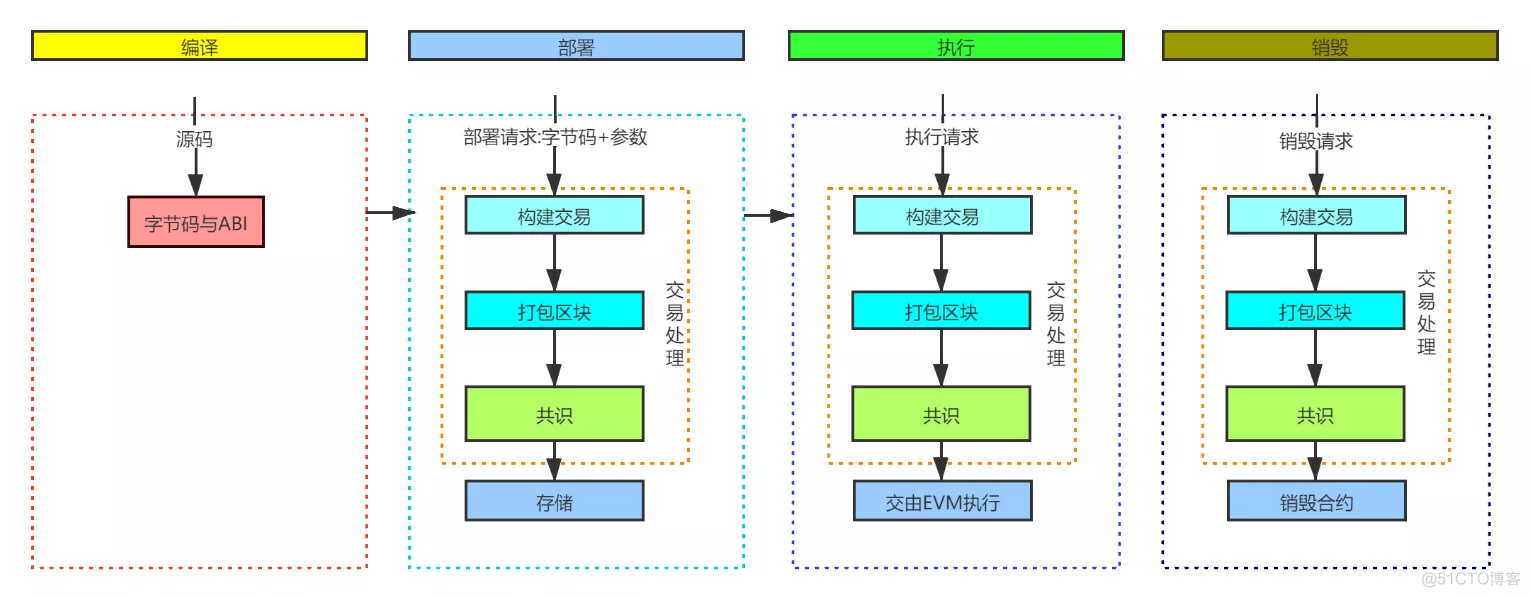 编译
部署
执行
销毁
源码
字节码与ABI
部署请求:字节码+参数
构建交易
打包区块
共识
交易处理
存储
执行请求
构建交易
打包区块
共识
交易处理
交由EVM执行
销毁请求
构建交易
打包区块
共识
交易处理
销毁合约
@51CTO博客